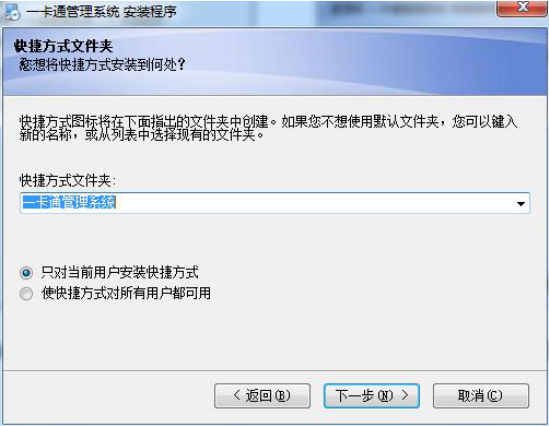 一卡通管理系统 安装程序
快捷方式文件夹
您想将快捷方式安装到何处?
快捷方式图标将在下面指出的文件夹中创建。如果您不想使用默认文件夹，您可以键入
新的名称，或从列表中选择现有的文件夹。
快捷方式文件夹:
一卡通管理系统
只对当前用户安装快捷方式
使快捷方式对所有用户都可用
< 返回(B)
下一步(N) >
取消(C)